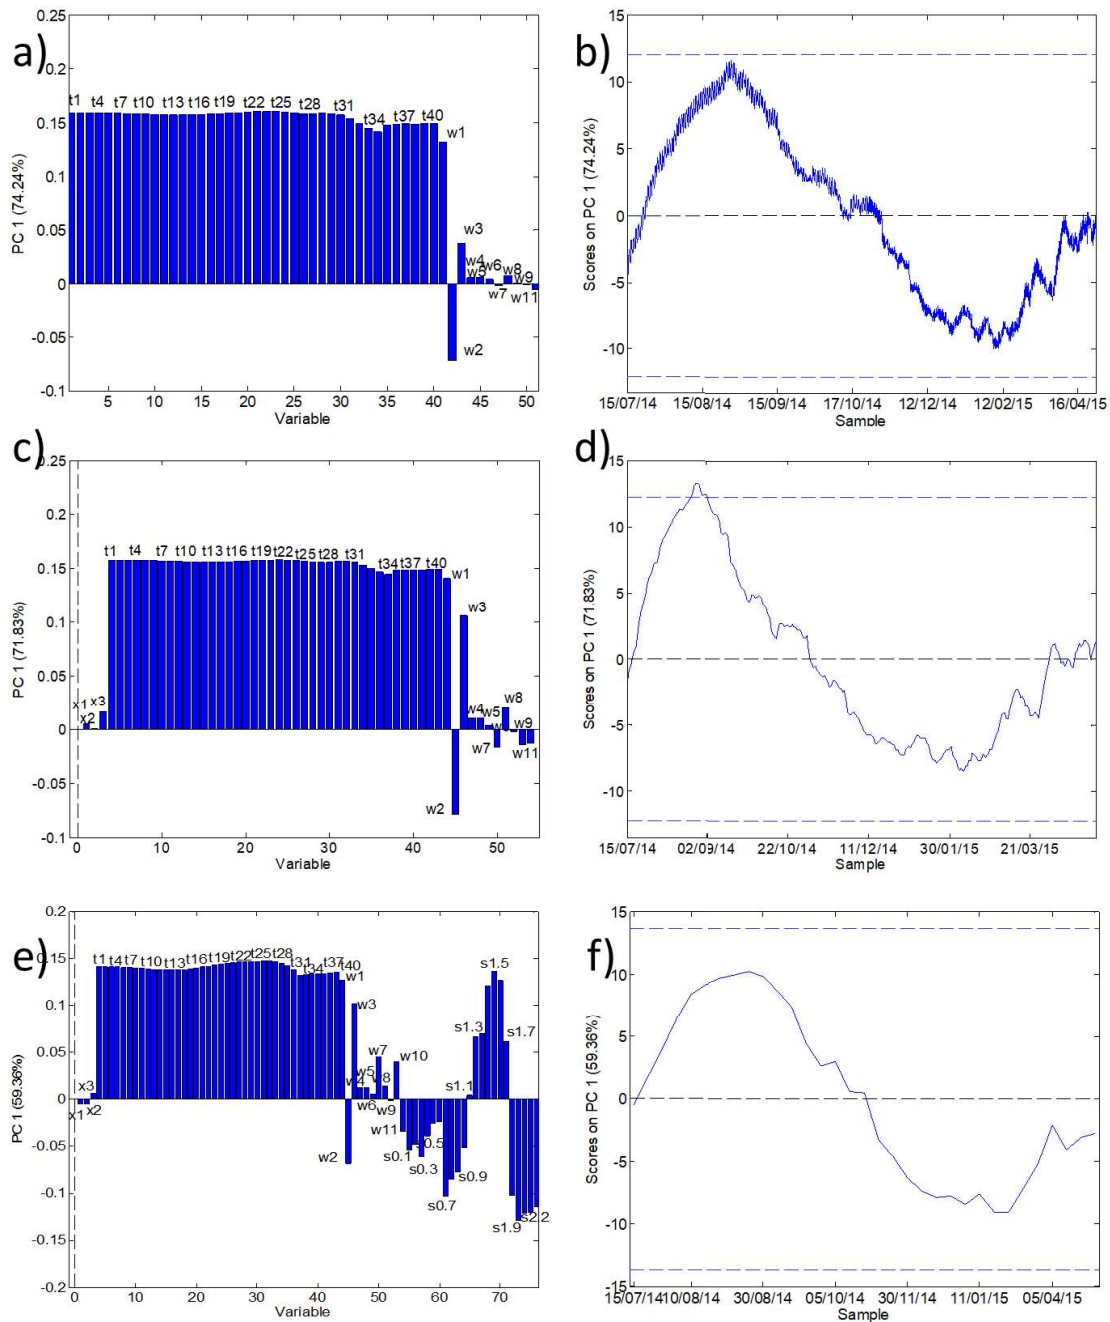 a)
0.25
0.2
0.15
0.1
0.05
0
-0.05
-0.1
PC 1 (74.24%)
t1 t4 t7 t10 t13 t16 t19 t22 t25 t28 t31 t34 t37 t40 w1
w2
w3
w4
w5
w6
w7
w8
w9
w11
5 10 15 20 25 30 35 40 45 50
Variable
b)
15
10
5
0
-5
-10
Scores on PC 1 (74.24%)
15/07/14 15/08/14 15/09/14 17/10/14 12/12/14 12/02/15 16/04/15
Sample
c)
0.25
0.2
0.15
0.1
0.05
0
-0.05
-0.1
PC 1 (71.83%)
x1
x2
x3
t1 t4 t7 t10 t13 t16 t19 t22 t25 t28 t31 t34 t37 t40 w1
w2
w3
w4
w5
w
w7
w8
w9
w11
0 10 20 30 40 50
Variable
d)
15
10
5
0
-5
-10
Scores on PC 1 (71.83%)
15/07/14 02/09/14 22/10/14 11/12/14 30/01/15 21/03/15
Sample
e)
0.2
0.15
0.1
0.05
0
-0.05
-0.1
-0.15
-0.2
PC 1 (59.36%)
x1
x2
x3
t1 t4 t7 t10 t13 t16 t19 t22 t25 t28 t31 t34 t37 t40
w1
w2
w3
w4
w5
w6
w7
w8
w9
w10
w11
s0.1
s0.3
s0.5
s0.7
s0.9
s1.1
s1.3
s1.5
s1.7
s1.9
s2.2
0 10 20 30 40 50 60 70
Variable
f)
15
10
5
0
-5
-10
-15
Scores on PC 1 (59.36%)
15/07/14 10/08/14 30/08/14 05/10/14 30/11/14 11/01/15 05/04/15
Sample